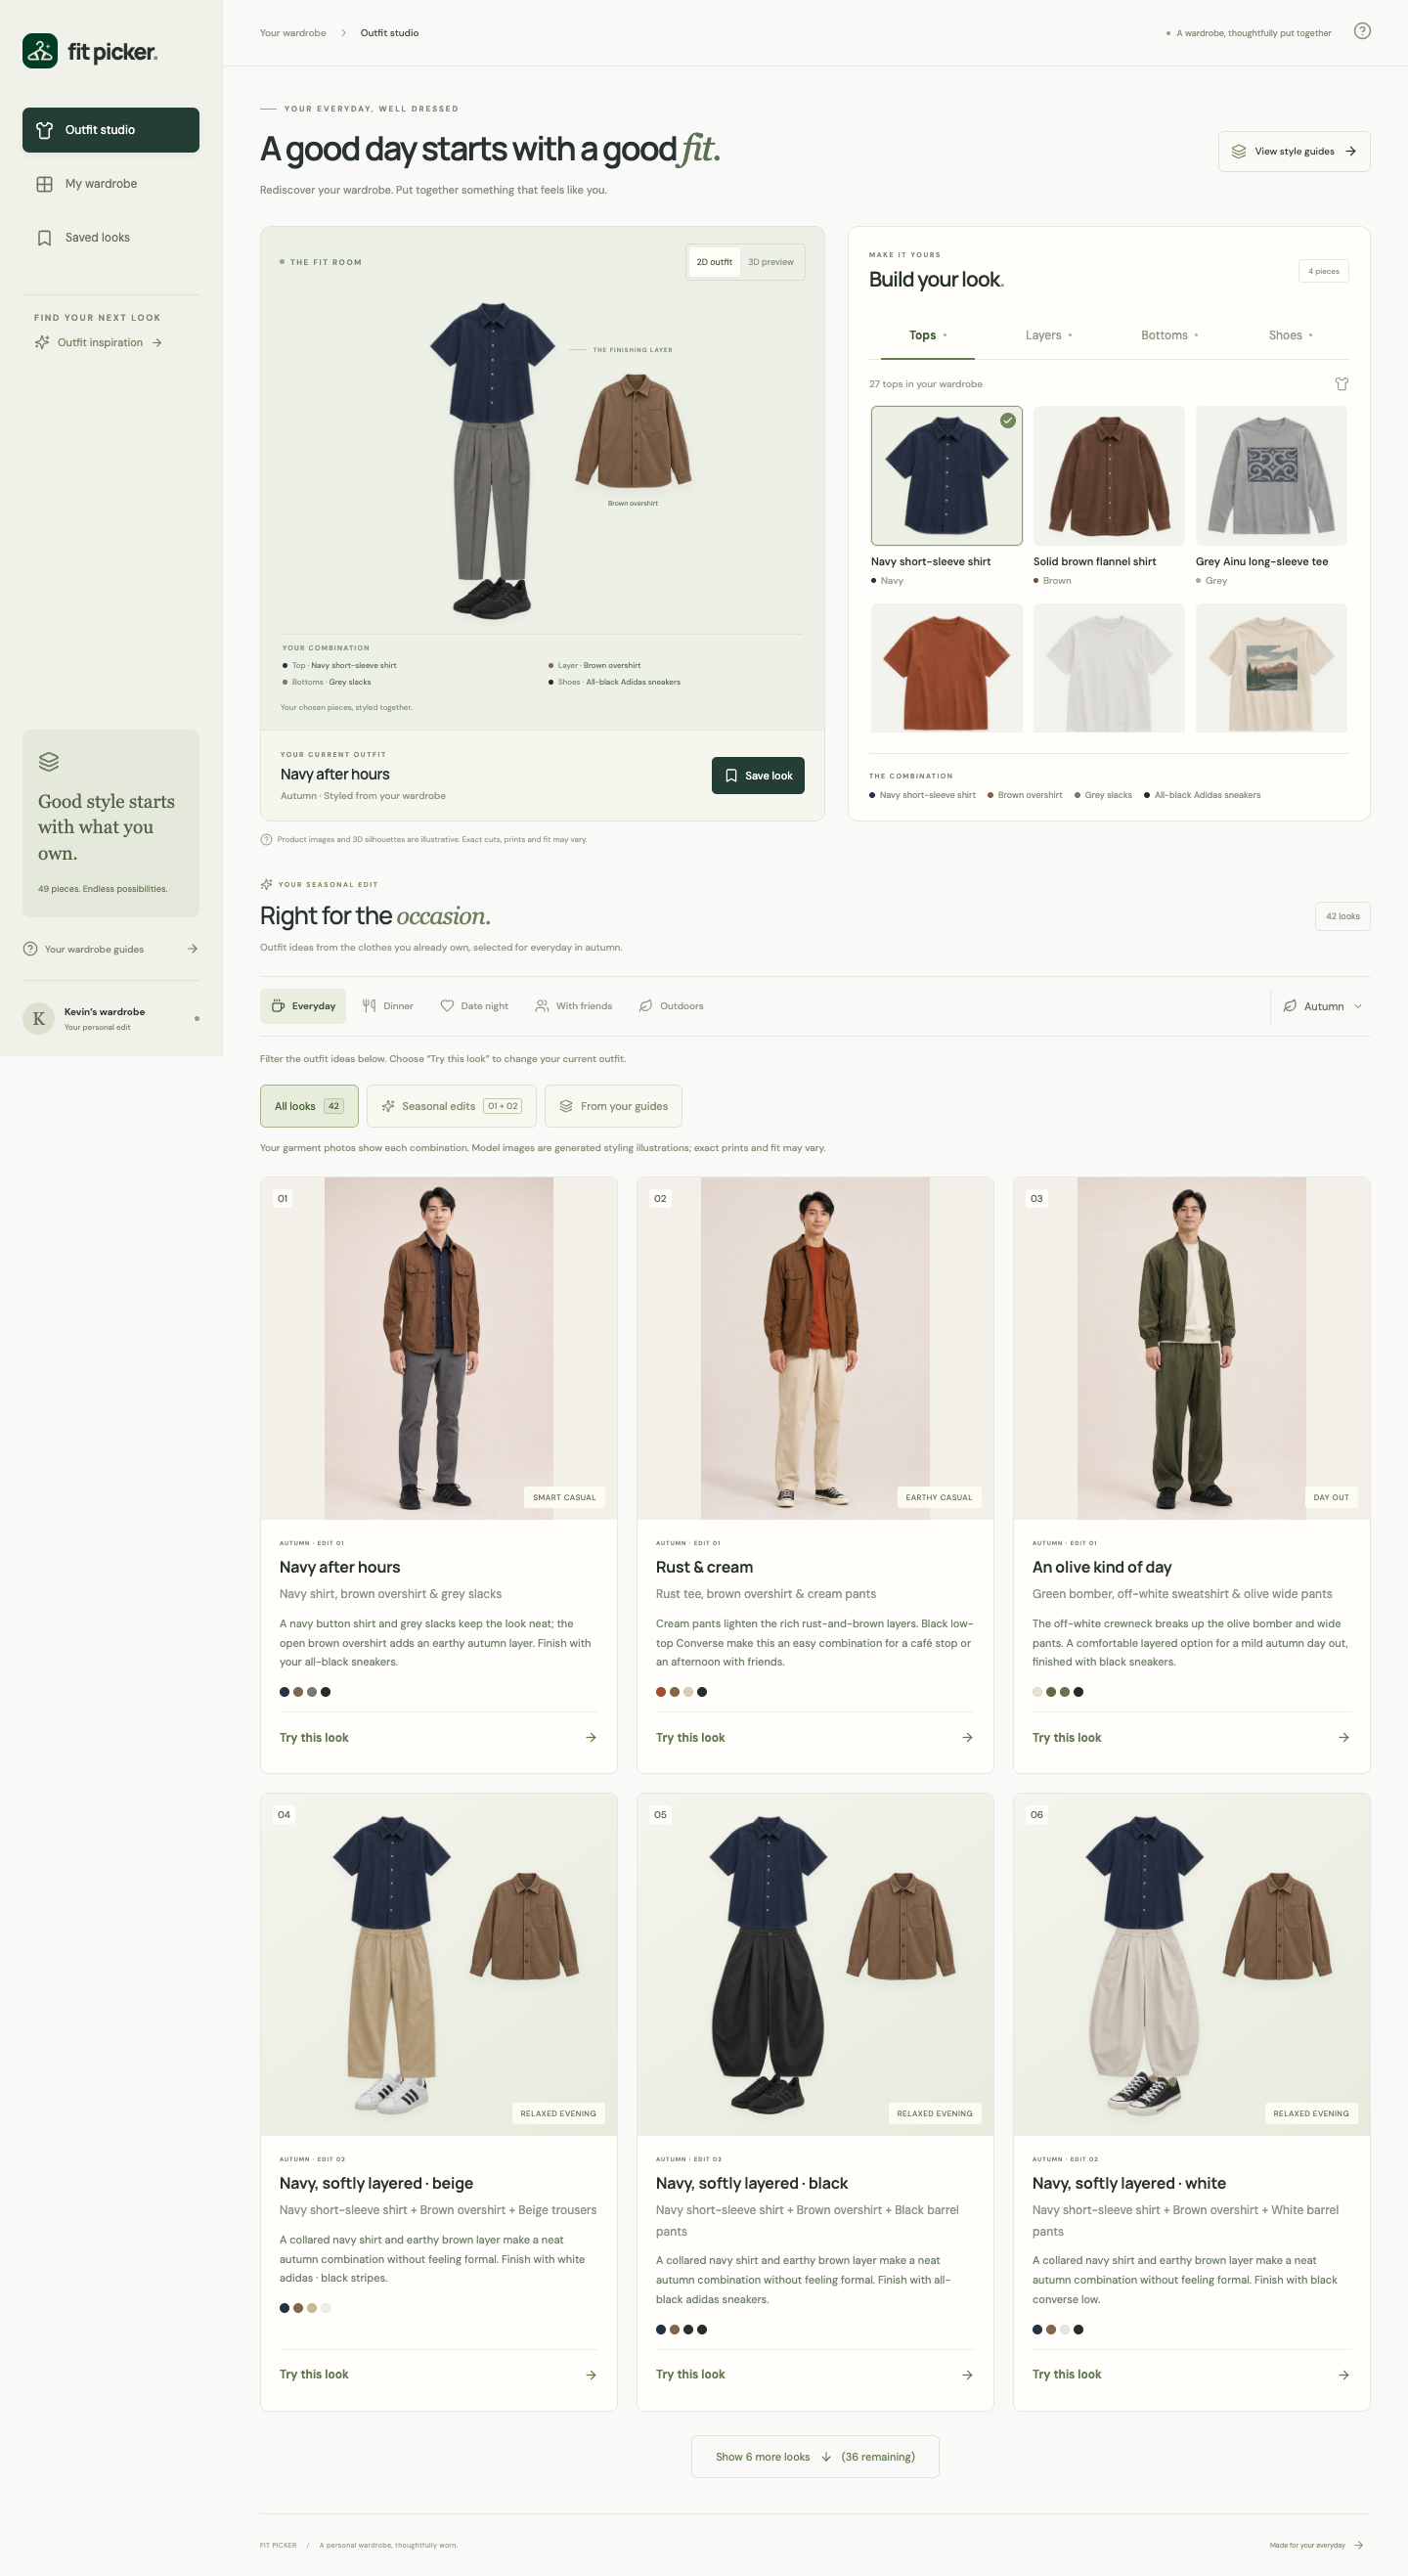 fit picker.
Outfit studio
My wardrobe
Saved looks
FIND YOUR NEXT LOOK
Outfit inspiration
Good style starts
with what you
own.
49 pieces. Endless possibilities.
Your wardrobe guides
K
Kevin's wardrobe
Your personal edit
Your wardrobe
Outfit studio
A wardrobe, thoughtfully put together
YOUR EVERYDAY, WELL DRESSED
A good day starts with a good fit.
Rediscover your wardrobe. Put together something that feels like you.
View style guides
THE FIT ROOM
2D outfit
3D preview
THE FINISHING LAYER
Brown overshirt
YOUR COMBINATION
Top · Navy short-sleeve shirt
Layer · Brown overshirt
Bottoms · Grey slacks
Shoes · All-black Adidas sneakers
Your chosen pieces, styled together.
YOUR CURRENT OUTFIT
Navy after hours
Autumn · Styled from your wardrobe
Save look
MAKE IT YOURS
Build your look.
4 pieces
Tops
Layers
Bottoms
Shoes
27 tops in your wardrobe
Navy short-sleeve shirt
Navy
Solid brown flannel shirt
Brown
Grey Ainu long-sleeve tee
Grey
THE COMBINATION
Navy short-sleeve shirt
Brown overshirt
Grey slacks
All-black Adidas sneakers
Product images and 3D silhouettes are illustrative. Exact cuts, prints and fit may vary.
YOUR SEASONAL EDIT
Right for the occasion.
42 looks
Outfit ideas from the clothes you already own, selected for everyday in autumn.
Everyday
Dinner
Date night
With friends
Outdoors
Autumn
Filter the outfit ideas below. Choose "Try this look" to change your current outfit.
All looks 42
Seasonal edits 01 + 02
From your guides
Your garment photos show each combination. Model images are generated styling illustrations; exact prints and fit may vary.
01
SMART CASUAL
AUTUMN · EDIT 01
Navy after hours
Navy shirt, brown overshirt & grey slacks
A navy button shirt and grey slacks keep the look neat; the
open brown overshirt adds an earthy autumn layer. Finish with
your all-black sneakers.
Try this look
02
EARTHY CASUAL
AUTUMN · EDIT 01
Rust & cream
Rust tee, brown overshirt & cream pants
Cream pants lighten the rich rust-and-brown layers. Black low-
top Converse make this an easy combination for a café stop or
an afternoon with friends.
Try this look
03
DAY OUT
AUTUMN · EDIT 01
An olive kind of day
Green bomber, off-white sweatshirt & olive wide pants
The off-white crewneck breaks up the olive bomber and wide
pants. A comfortable layered option for a mild autumn day out,
finished with black sneakers.
Try this look
04
RELAXED EVENING
AUTUMN · EDIT 02
Navy, softly layered · beige
Navy short-sleeve shirt + Brown overshirt + Beige trousers
A collared navy shirt and earthy brown layer make a neat
autumn combination without feeling formal. Finish with white
adidas · black stripes.
Try this look
05
RELAXED EVENING
AUTUMN · EDIT 02
Navy, softly layered · black
Navy short-sleeve shirt + Brown overshirt + Black barrel
pants
A collared navy shirt and earthy brown layer make a neat
autumn combination without feeling formal. Finish with all-
black adidas sneakers.
Try this look
06
RELAXED EVENING
AUTUMN · EDIT 02
Navy, softly layered · white
Navy short-sleeve shirt + Brown overshirt + White barrel
pants
A collared navy shirt and earthy brown layer make a neat
autumn combination without feeling formal. Finish with black
converse low.
Try this look
Show 6 more looks
(36 remaining)
FIT PICKER / A personal wardrobe, thoughtfully worn.
Made for your everyday